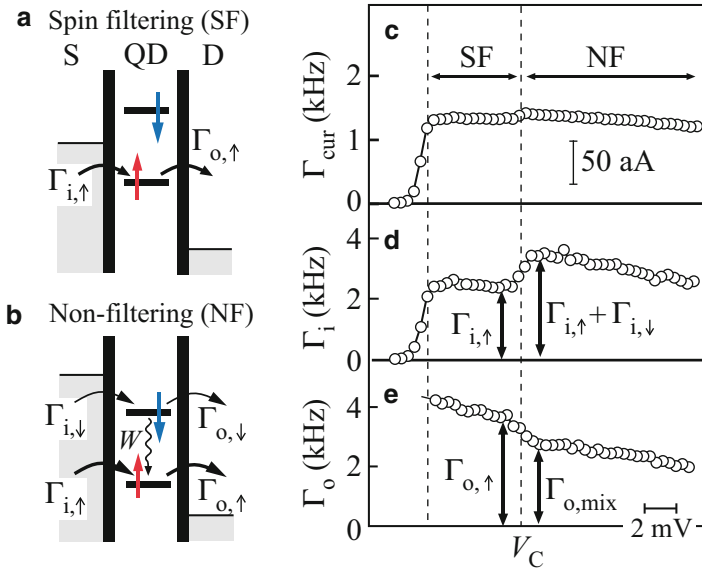 a Spin filtering (SF)
S QD D
Γi,↑
Γo,↑
b Non-filtering (NF)
Γi,↓
W
Γo,↓
Γi,↑
Γo,↑
c
SF NF
Γcur (kHz)
2
1
0
50 aA
d
Γi (kHz)
4
2
0
Γi,↑
Γi,↑ + Γi,↓
e
Γo (kHz)
4
2
0
Γo,↑
Γo,mix
2 mV
VC